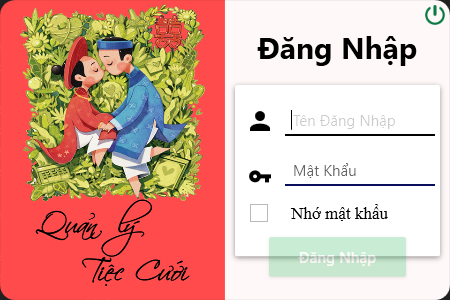 Quản lý
Tiệc Cưới
Đăng Nhập
Tên Đăng Nhập
Mật Khẩu
Nhớ mật khẩu
Đăng Nhập